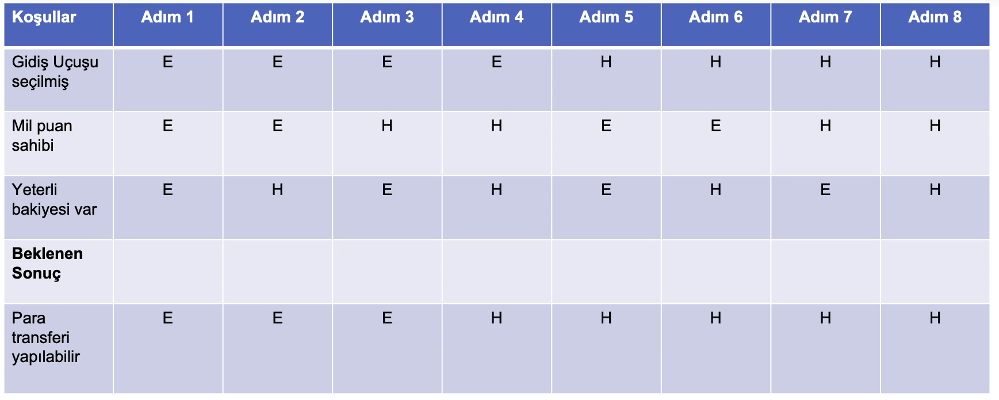 Koşullar Adım 1 Adım 2 Adım 3 Adım 4 Adım 5 Adım 6 Adım 7 Adım 8
Gidiş Uçuşu E E E E H H H H
seçilmiş
Mil puan E E H H E E H H
sahibi
Yeterli E H E H E H E H
bakiyesi var
Beklenen
Sonuç
Para E E E H H H H H
transferi
yapılabilir